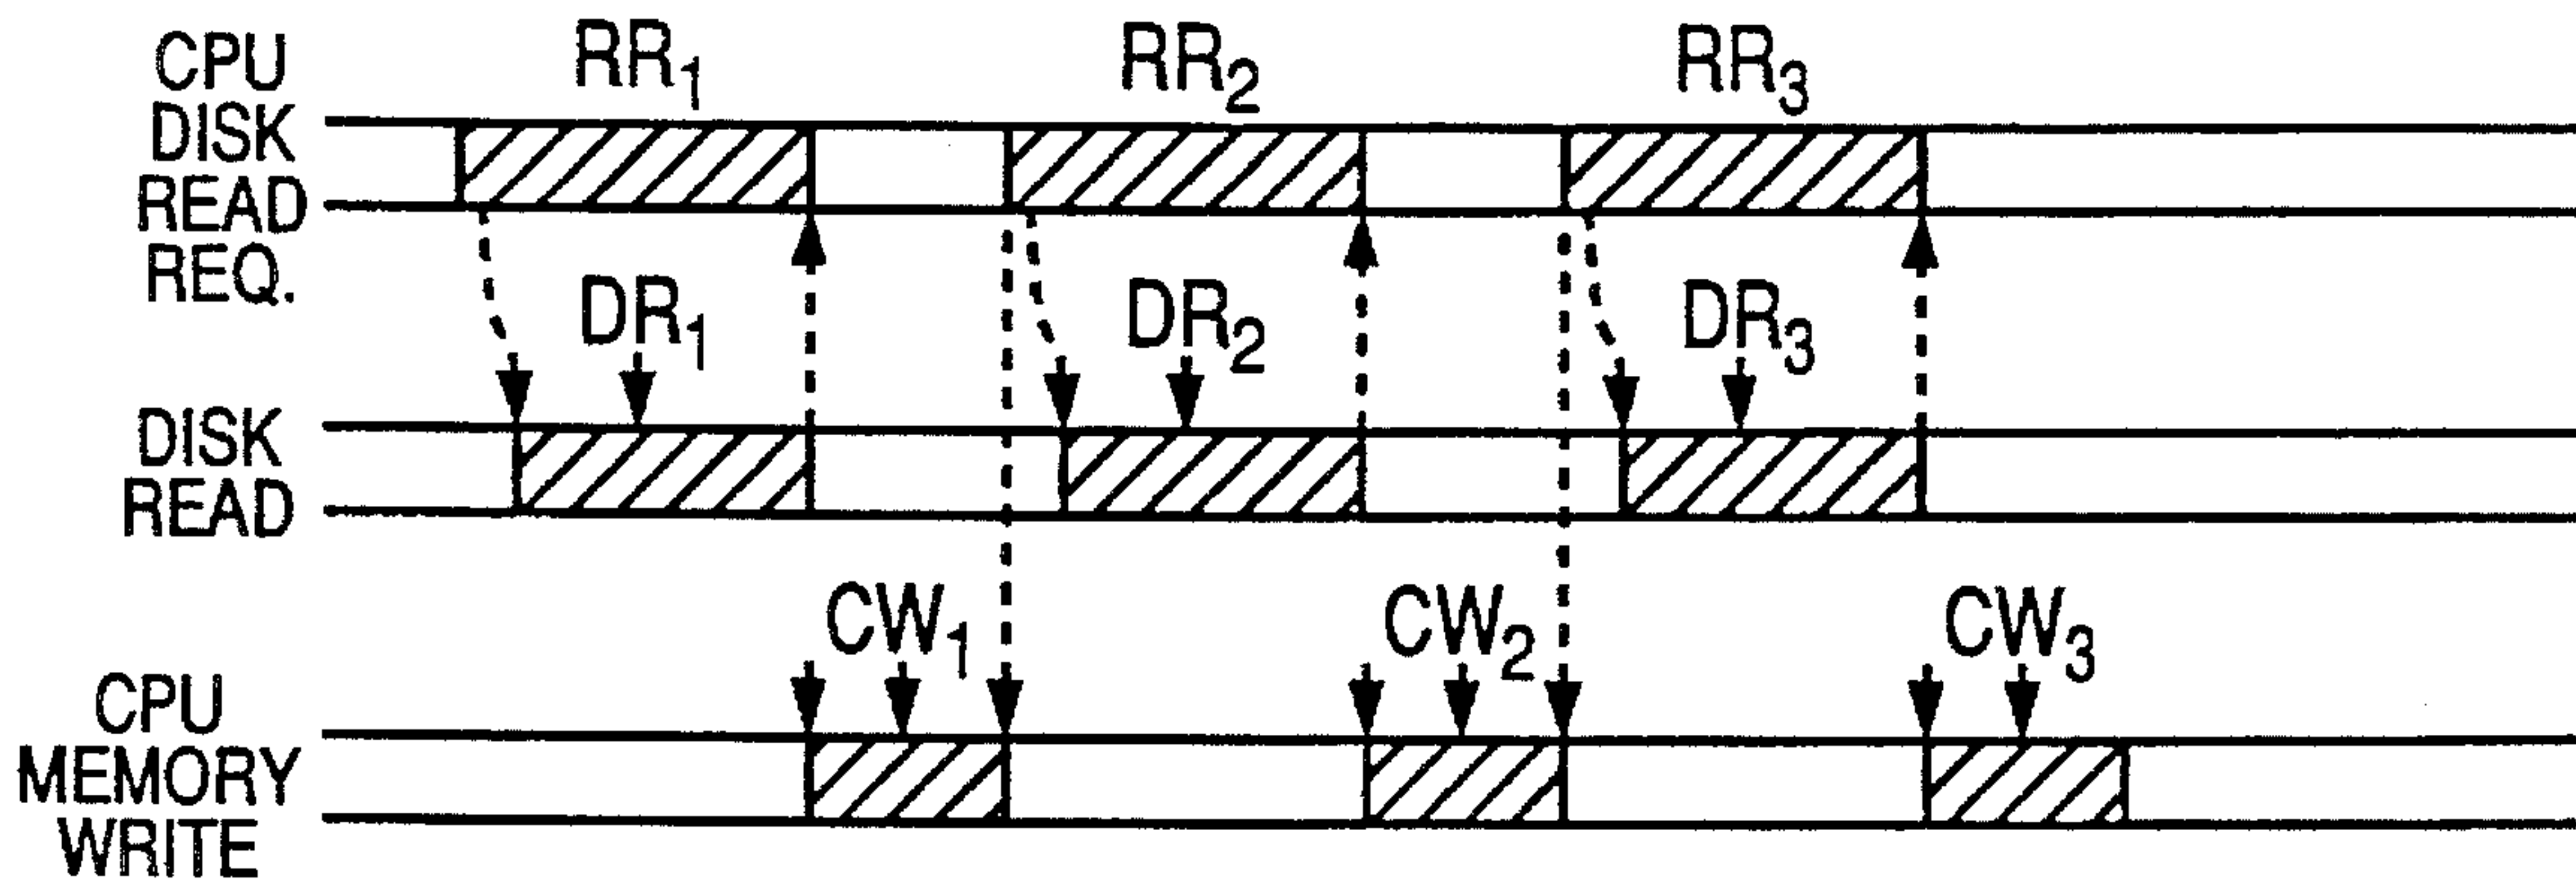 CPU
DISK
READ
REQ.
RR₁ RR₂ RR₃
DR₁ DR₂ DR₃
DISK
READ
CW₁ CW₂ CW₃
CPU
MEMORY
WRITE